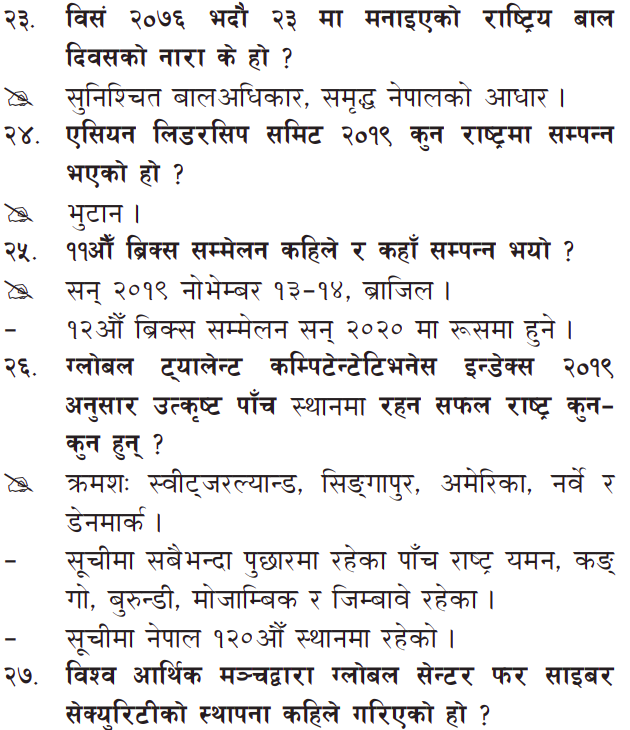 २३. विसं २०७६ भदौ २३ मा मनाइएको राष्ट्रिय बाल
दिवसको नारा के हो ?
सुनिश्चित बालअधिकार, समृद्ध नेपालको आधार ।
२४. एसियन लिडरसिप समिट २०१९ कुन राष्ट्रमा सम्पन्न
भएको हो ?
भुटान ।
२५. ११औँ ब्रिक्स सम्मेलन कहिले र कहाँ सम्पन्न भयो ?
सन् २०१९ नोभेम्बर १३–१४, ब्राजिल ।
– १२औँ ब्रिक्स सम्मेलन सन् २०२० मा रूसमा हुने ।
२६. ग्लोबल ट्यालेन्ट कम्पिटेन्टेटिभनेस इन्डेक्स २०१९
अनुसार उत्कृष्ट पाँच स्थानमा रहन सफल राष्ट्र कुन–
कुन हुन् ?
क्रमशः स्वीट्जरल्यान्ड, सिङ्गापुर, अमेरिका, नर्वे र
डेनमार्क ।
– सूचीमा सबैभन्दा पुछारमा रहेका पाँच राष्ट्र यमन, कङ्
गो, बुरुन्डी, मोजाम्बिक र जिम्बावे रहेका ।
– सूचीमा नेपाल १२०औँ स्थानमा रहेको ।
२७. विश्व आर्थिक मञ्चद्वारा ग्लोबल सेन्टर फर साइबर
सेक्युरिटीको स्थापना कहिले गरिएको हो ?